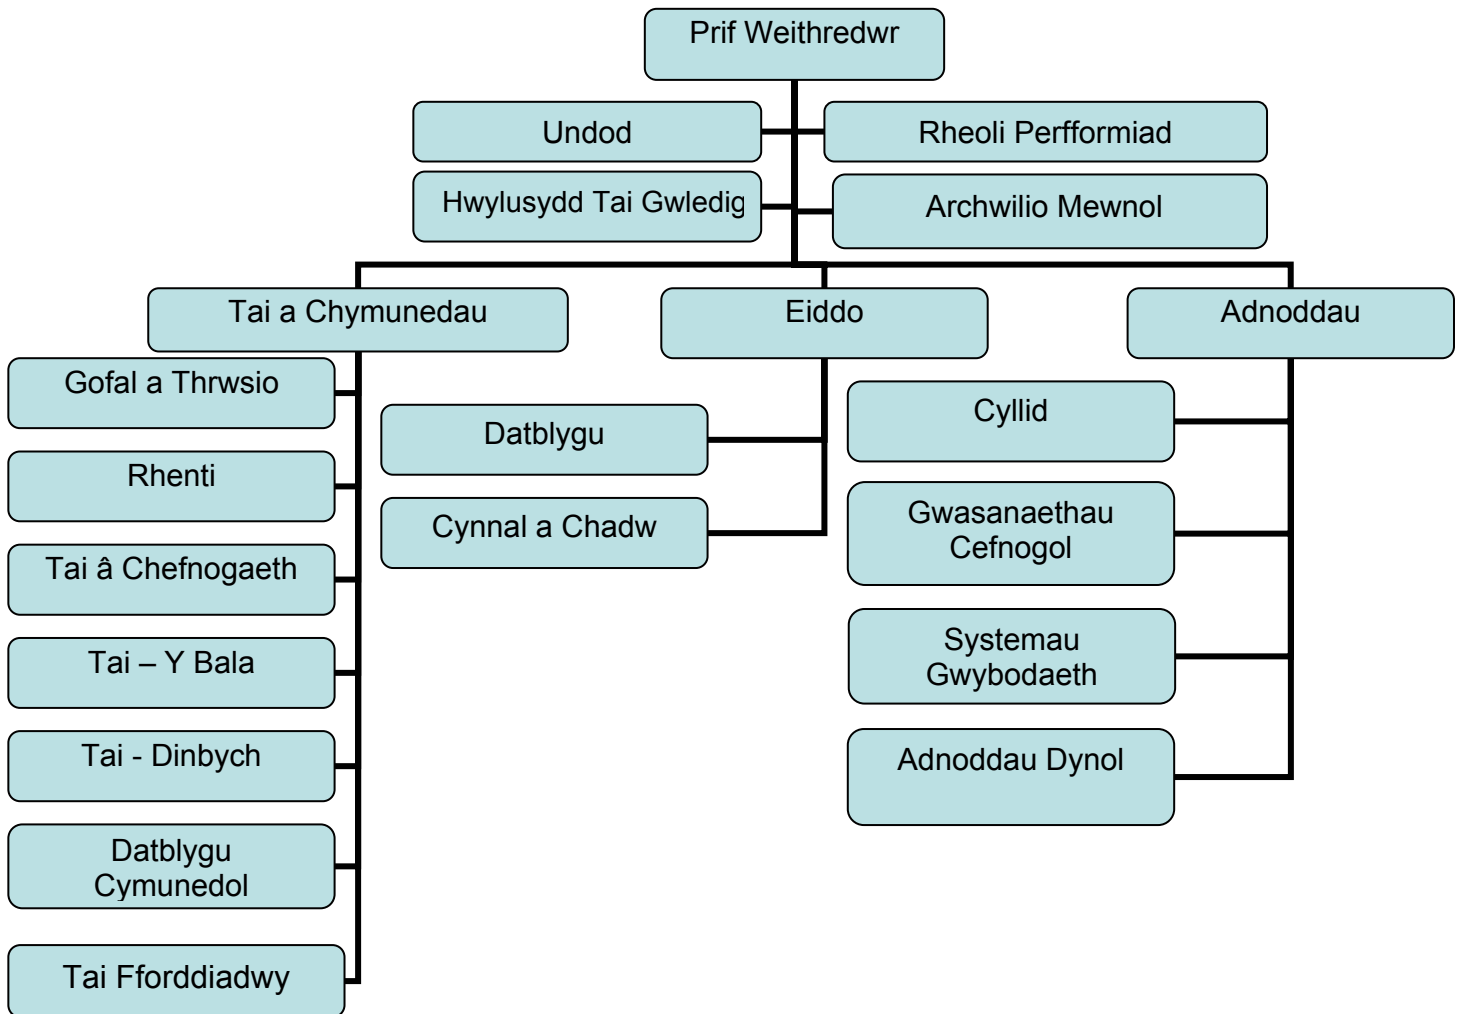 Prif Weithredwr
Undod
Rheoli Perfformiad
Hwylusydd Tai Gwledig
Archwilio Mewnol
Tai a Chymunedau
Eiddo
Adnoddau
Gofal a Thrwsio
Rhenti
Tai â Chefnogaeth
Tai – Y Bala
Tai - Dinbych
Datblygu
Cymunedol
Tai Fforddiadwy
Datblygu
Cynnal a Chadw
Cyllid
Gwasanaethau
Cefnogol
Systemau
Gwybodaeth
Adnoddau Dynol